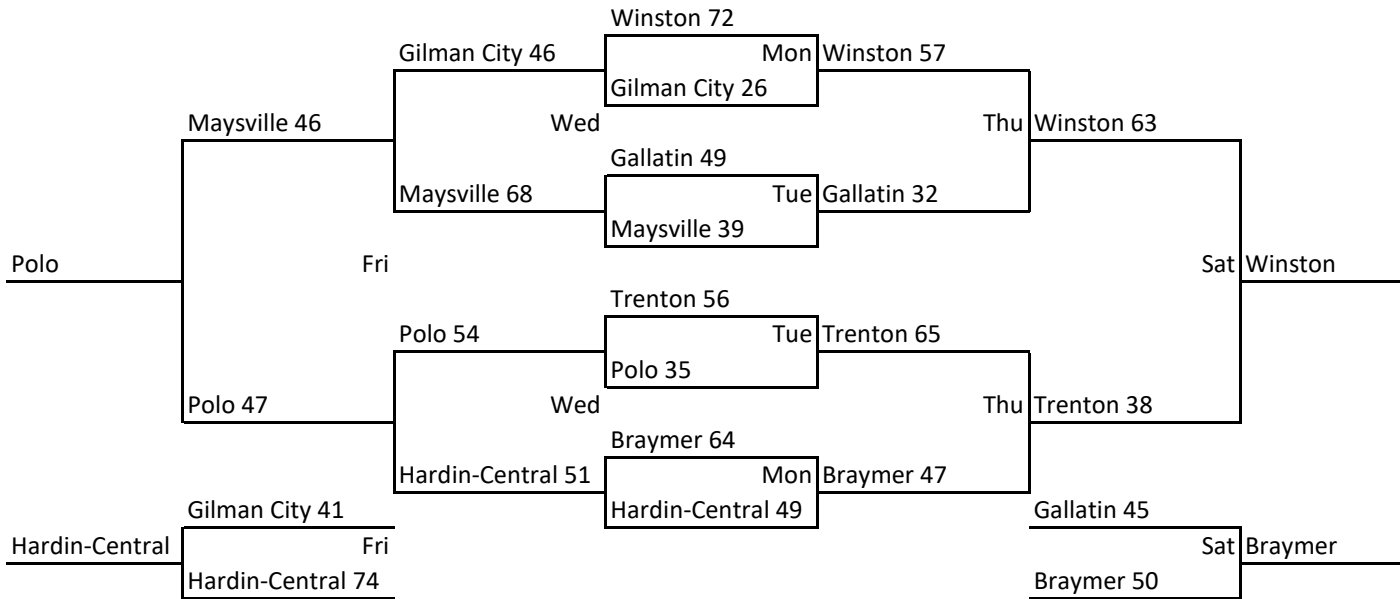 Winston 72
Gilman City 46
Mon
Winston 57
Gilman City 26
Maysville 46
Wed
Thu
Winston 63
Gallatin 49
Maysville 68
Tue
Gallatin 32
Maysville 39
Polo
Fri
Sat
Winston
Trenton 56
Polo 54
Tue
Trenton 65
Polo 35
Polo 47
Wed
Thu
Trenton 38
Braymer 64
Hardin-Central 51
Mon
Braymer 47
Gilman City 41
Hardin-Central 49
Gallatin 45
Hardin-Central
Fri
Sat
Braymer
Hardin-Central 74
Braymer 50